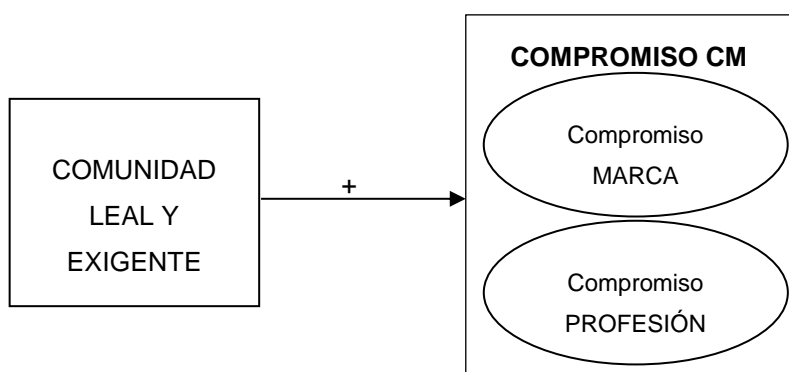 COMUNIDAD
LEAL Y
EXIGENTE
+
COMPROMISO CM
Compromiso
MARCA
Compromiso
PROFESIÓN